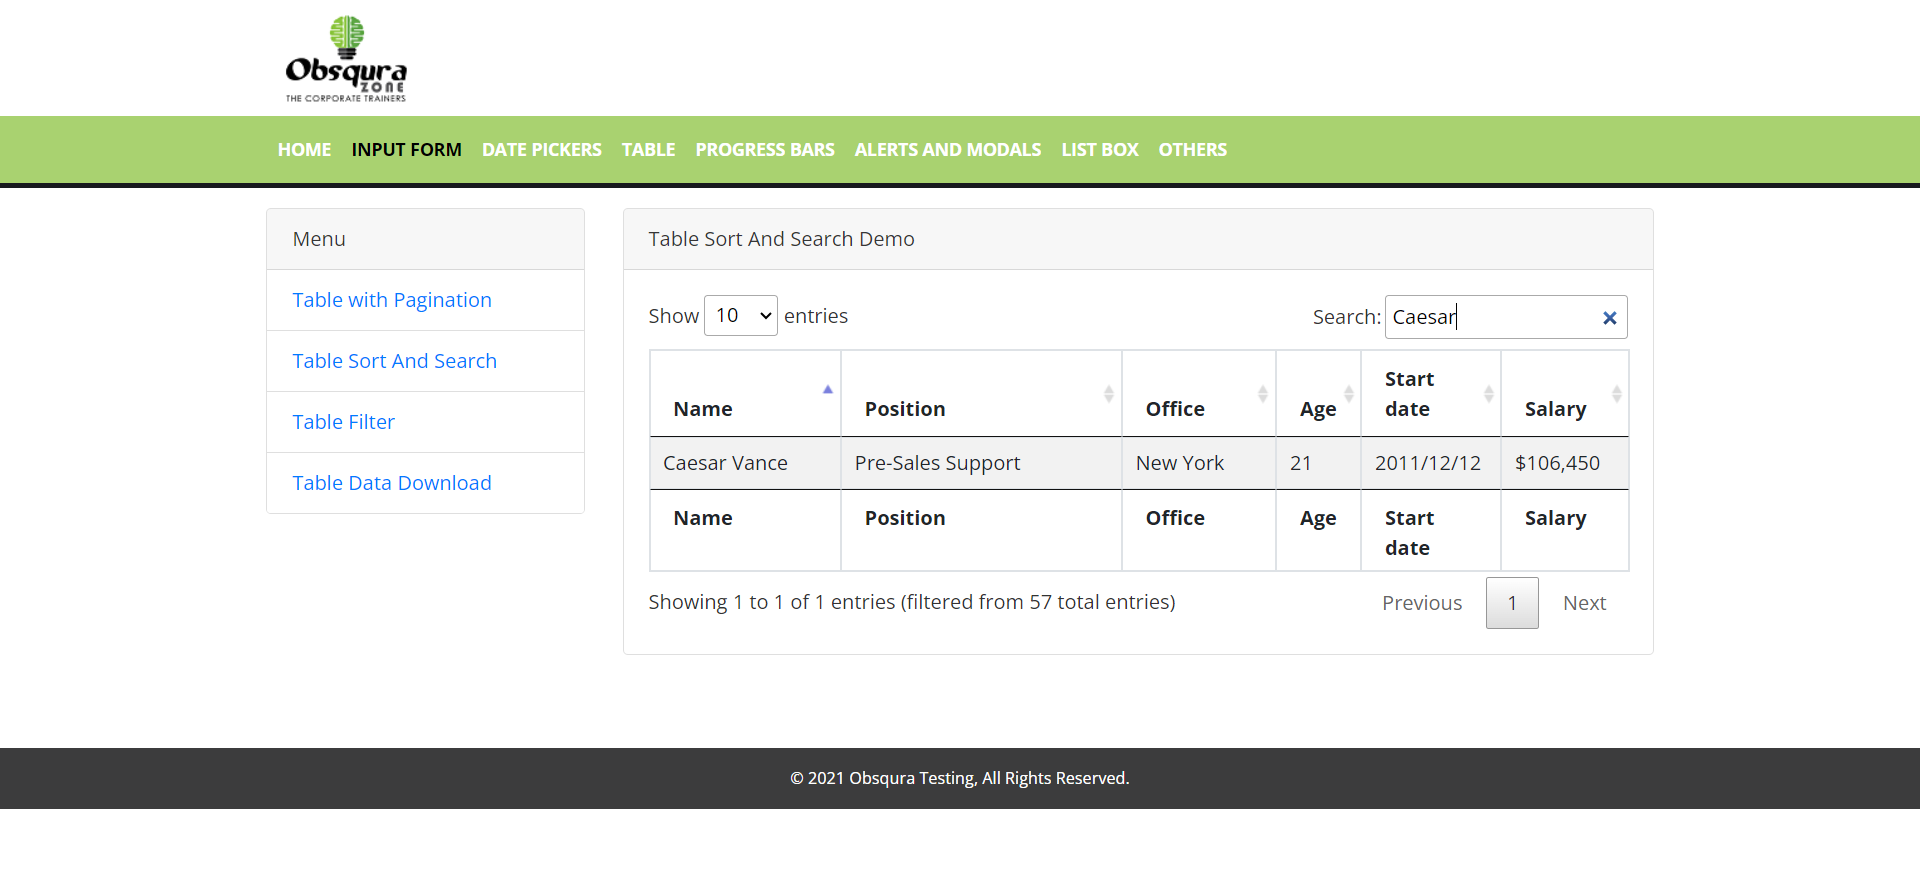 Obsqura
ZONE
THE CORPORATE TRAINERS
HOME INPUT FORM DATE PICKERS TABLE PROGRESS BARS ALERTS AND MODALS LIST BOX OTHERS
Menu
Table with Pagination
Table Sort And Search
Table Filter
Table Data Download
Table Sort And Search Demo
Show 10 entries
Search: Caesar
Name Position Office Age Start date Salary
Caesar Vance Pre-Sales Support New York 21 2011/12/12 $106,450
Name Position Office Age Start date Salary
Showing 1 to 1 of 1 entries (filtered from 57 total entries)
Previous 1 Next
© 2021 Obsqura Testing, All Rights Reserved.